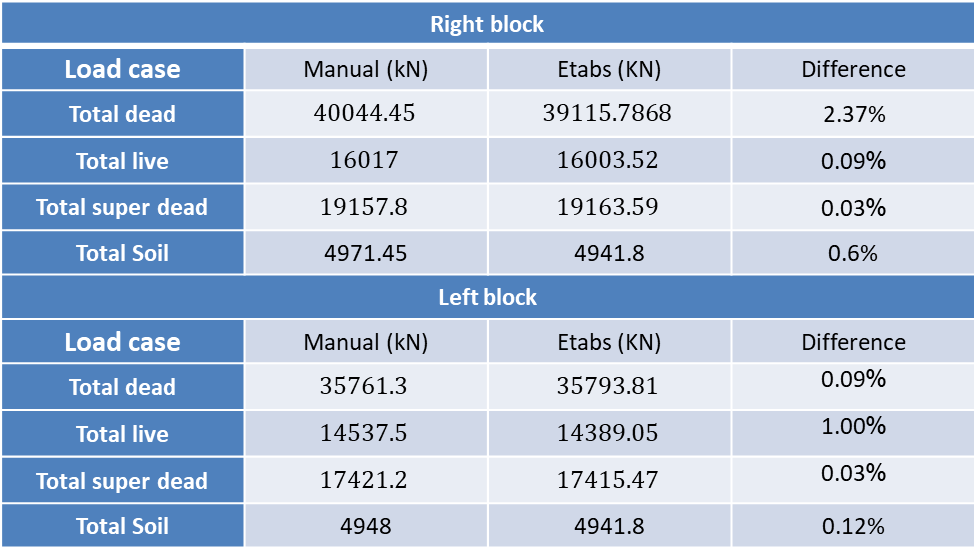 Right block
Load case Manual (kN) Etabs (KN) Difference
Total dead 40044.45 39115.7868 2.37%
Total live 16017 16003.52 0.09%
Total super dead 19157.8 19163.59 0.03%
Total Soil 4971.45 4941.8 0.6%
Left block
Load case Manual (kN) Etabs (KN) Difference
Total dead 35761.3 35793.81 0.09%
Total live 14537.5 14389.05 1.00%
Total super dead 17421.2 17415.47 0.03%
Total Soil 4948 4941.8 0.12%